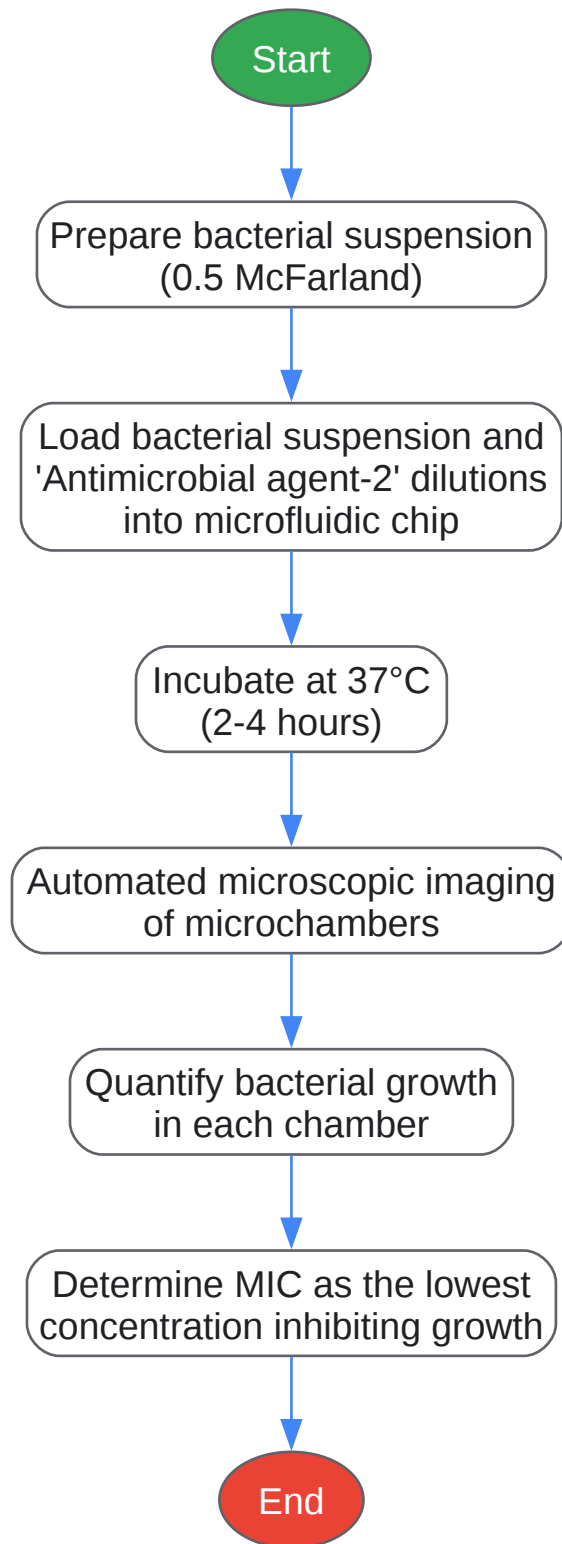 Start
Prepare bacterial suspension
(0.5 McFarland)
Load bacterial suspension and
'Antimicrobial agent-2' dilutions
into microfluidic chip
Incubate at 37°C
(2-4 hours)
Automated microscopic imaging
of microchambers
Quantify bacterial growth
in each chamber
Determine MIC as the lowest
concentration inhibiting growth
End